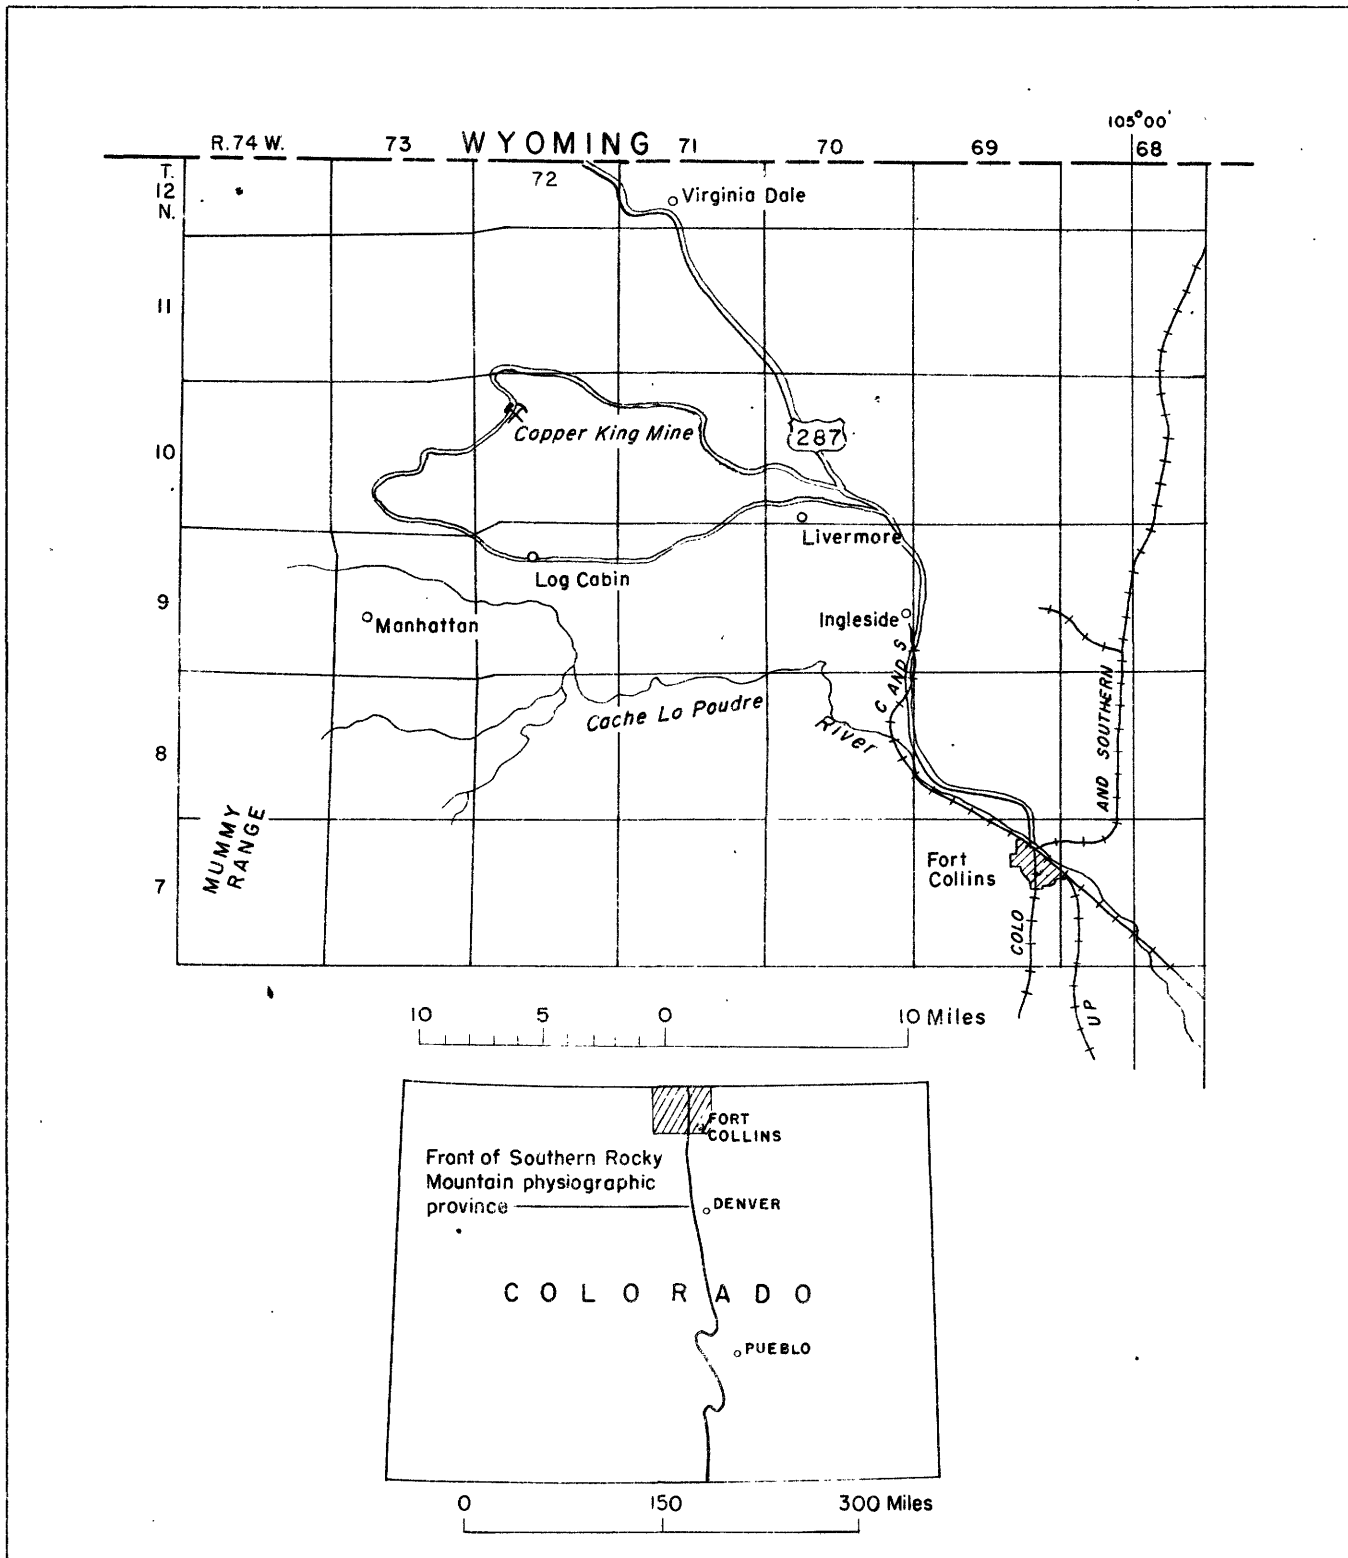 105°00'
R. 74 W. 73 WYOMING 71 70 69 68
72
T.
12
N.
Virginia Dale
11
Copper King Mine
287
10
Livermore
Log Cabin
9
Manhattan
Ingleside
C AND S
Cache Lo Poudre
River
AND SOUTHERN
8
MUMMY
RANGE
Fort
Collins
7
COLO
UP
10 5 0 10 Miles
FORT
COLLINS
Front of Southern Rocky
Mountain physiographic
province
DENVER
COLORADO
PUEBLO
0 150 300 Miles